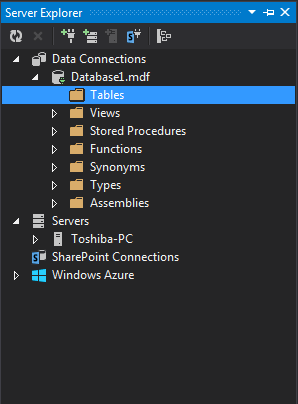 Server Explorer
Data Connections
Database1.mdf
Tables
Views
Stored Procedures
Functions
Synonyms
Types
Assemblies
Servers
Toshiba-PC
SharePoint Connections
Windows Azure